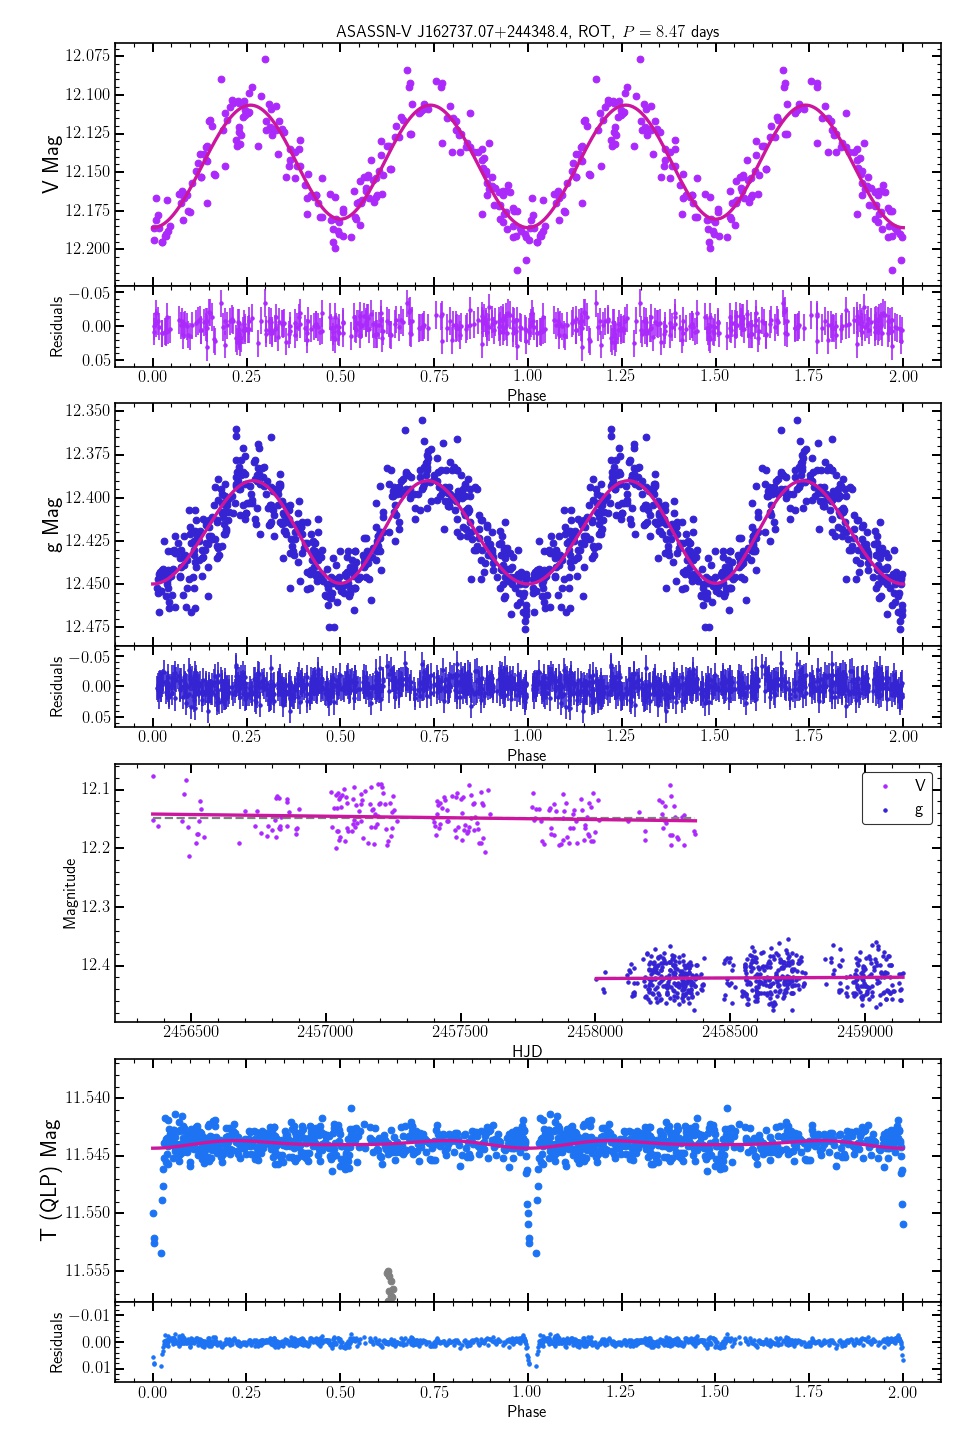 ASASSN-V J162737.07+244348.4, ROT, P = 8.47 days
V Mag
12.075
12.100
12.125
12.150
12.175
12.200
Residuals
−0.05
0.00
0.05
0.00 0.25 0.50 0.75 1.00 1.25 1.50 1.75 2.00
Phase
g Mag
12.350
12.375
12.400
12.425
12.450
12.475
Residuals
−0.05
0.00
0.05
0.00 0.25 0.50 0.75 1.00 1.25 1.50 1.75 2.00
Phase
Magnitude
12.1
12.2
12.3
12.4
V
g
2456500 2457000 2457500 2458000 2458500 2459000
HJD
T (QLP) Mag
11.540
11.545
11.550
11.555
Residuals
−0.01
0.00
0.01
0.00 0.25 0.50 0.75 1.00 1.25 1.50 1.75 2.00
Phase